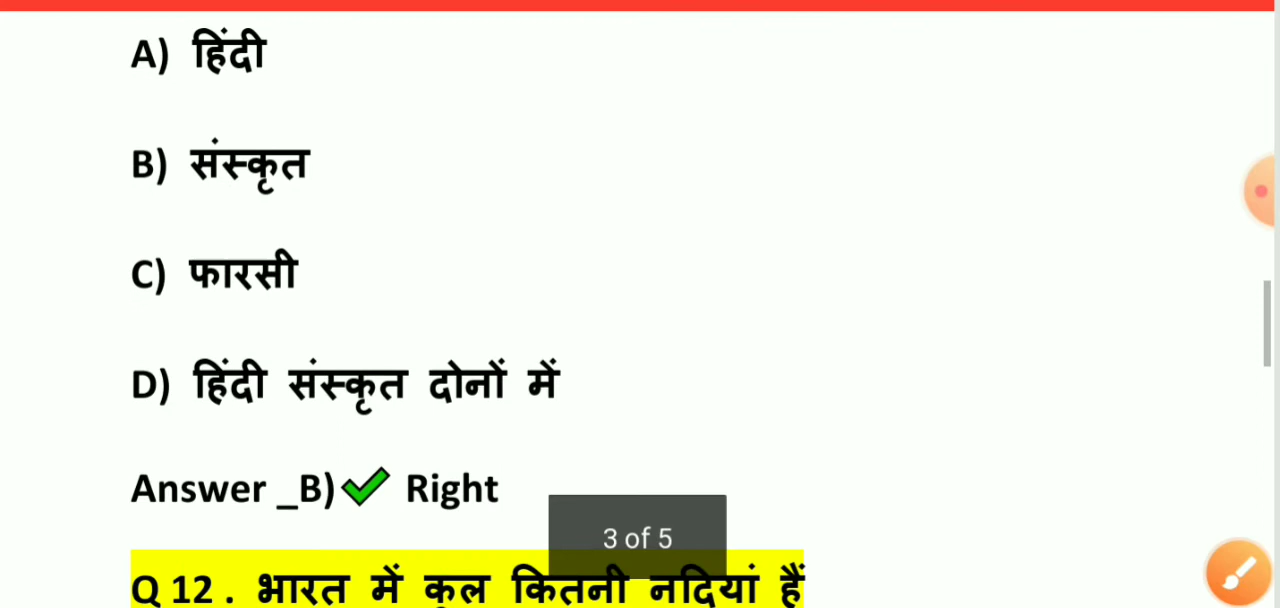 A) हिंदी
B) संस्कृत
C) फारसी
D) हिंदी संस्कृत दोनों में
Answer _B)✔ Right
3 of 5
Q 12 . भारत में कुल कितनी नदियां हैं